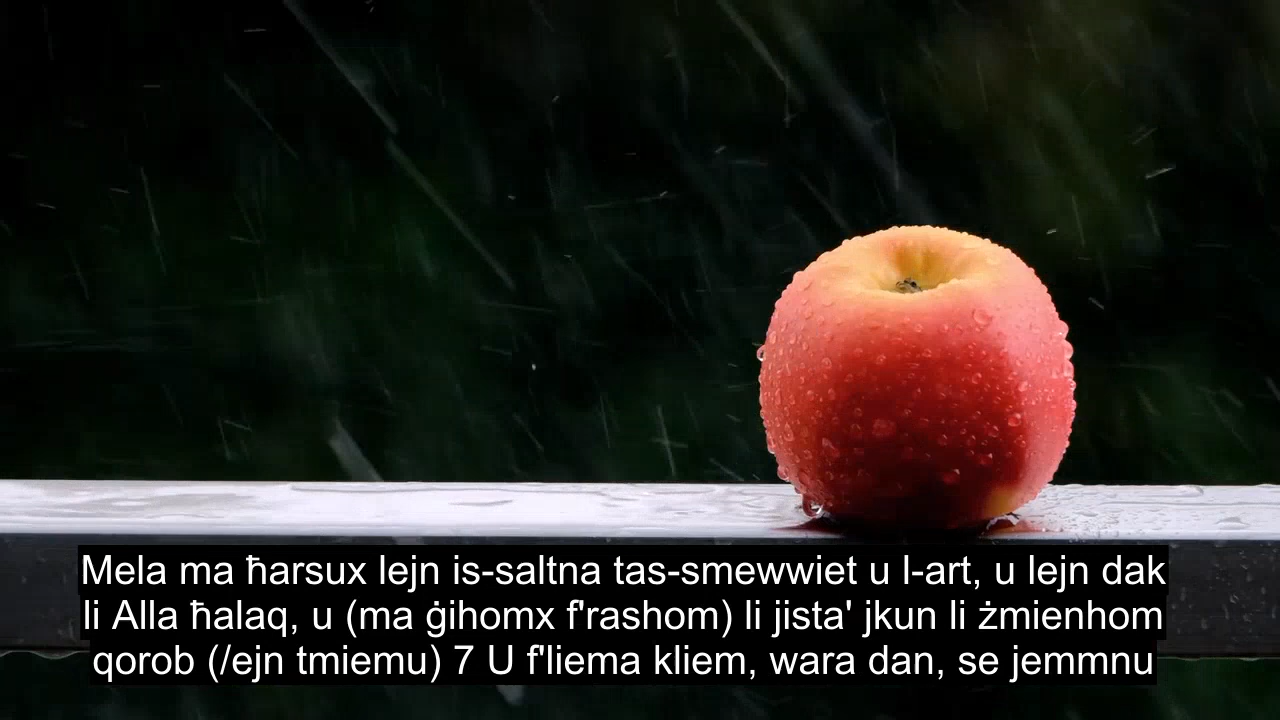 Mela ma ħarsux lejn is-saltna tas-smewwiet u l-art, u lejn dak
li Alla ħalaq, u (ma ġihomx f'rashom) li jista' jkun li żmienhom
qorob (/ejn tmiemu) 7 U f'liema kliem, wara dan, se jemmnu